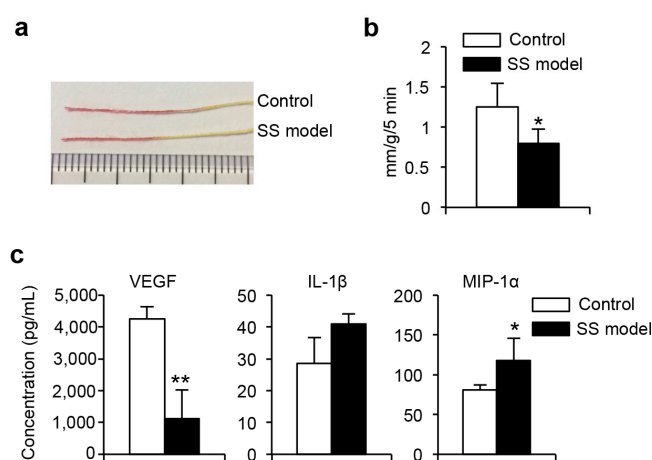 a
Control
SS model
b
Control
SS model
mm/g/5 min
2
1.5
1
0.5
0
*
c
Concentration (pg/mL)
VEGF
5,000
4,000
3,000
2,000
1,000
0
**
IL-1β
50
40
30
20
10
0
MIP-1α
200
150
100
50
0
*
Control
SS model